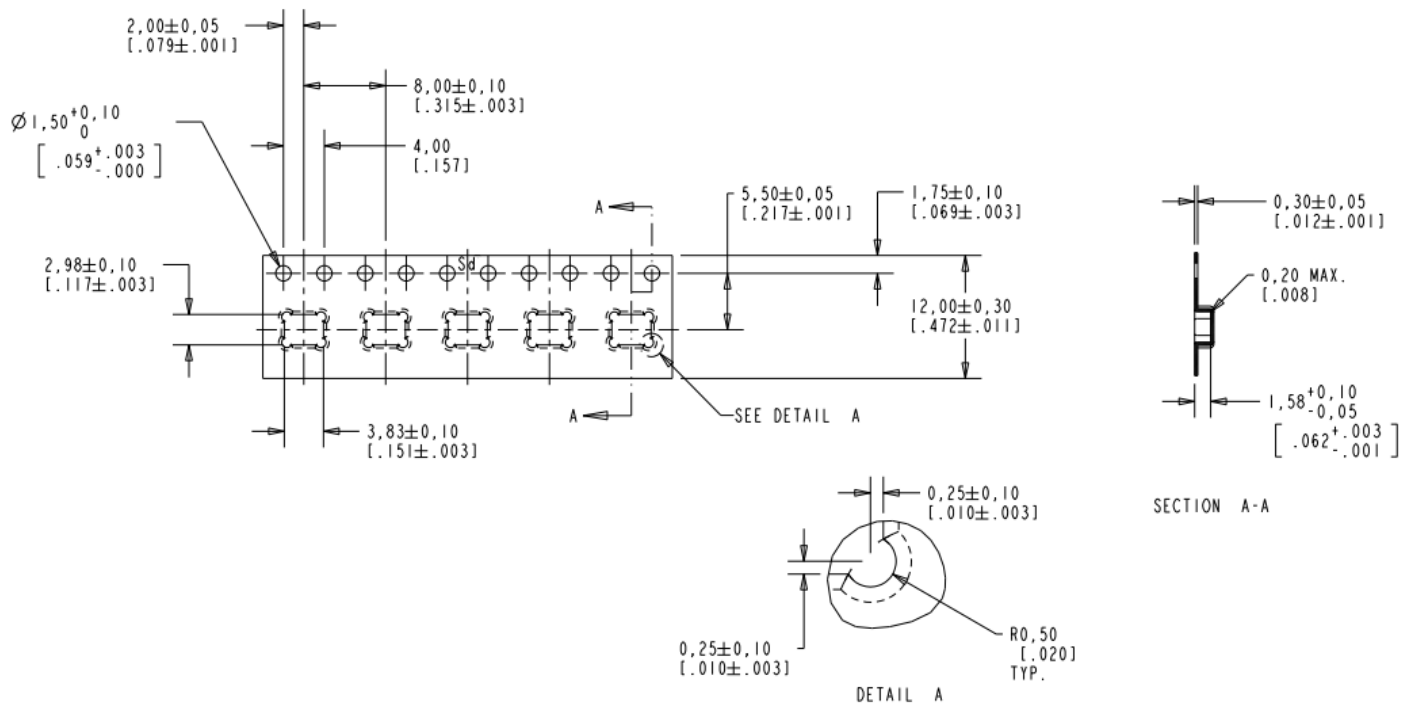 2,00±0,05
[.079±.001]
8,00±0,10
[.315±.003]
Ø1,50 +0,10
0
[ .059 +.003
-.000 ]
4,00
[.157]
A
5,50±0,05
[.217±.001]
1,75±0,10
[.069±.003]
0,30±0,05
[.012±.001]
Sd
2,98±0,10
[.117±.003]
12,00±0,30
[.472±.011]
0,20 MAX.
[.008]
A
SEE DETAIL A
3,83±0,10
[.151±.003]
1,58 +0,10
-0,05
[ .062 +.003
-.001 ]
0,25±0,10
[.010±.003]
SECTION A-A
0,25±0,10
[.010±.003]
R0,50
[.020]
TYP.
DETAIL A